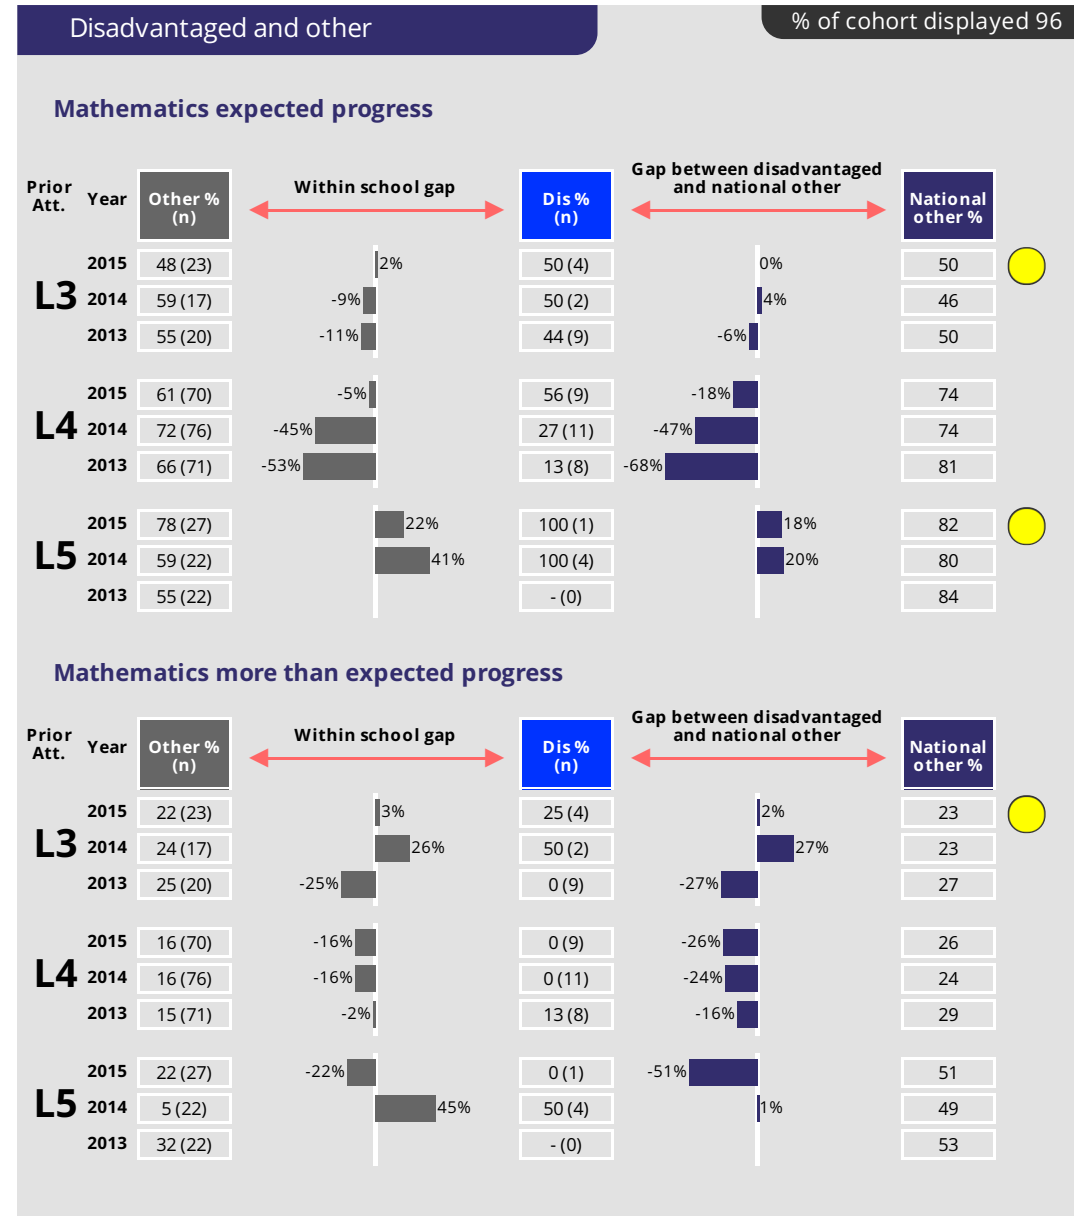 Disadvantaged and other
% of cohort displayed 96
Mathematics expected progress
Prior Att.
Year
Other % (n)
Within school gap
Dis % (n)
Gap between disadvantaged and national other
National other %
L3
2015 48 (23) 2% 50 (4) 0% 50
2014 59 (17) -9% 50 (2) 4% 46
2013 55 (20) -11% 44 (9) -6% 50
L4
2015 61 (70) -5% 56 (9) -18% 74
2014 72 (76) -45% 27 (11) -47% 74
2013 66 (71) -53% 13 (8) -68% 81
L5
2015 78 (27) 22% 100 (1) 18% 82
2014 59 (22) 41% 100 (4) 20% 80
2013 55 (22) - (0) 84
Mathematics more than expected progress
Prior Att.
Year
Other % (n)
Within school gap
Dis % (n)
Gap between disadvantaged and national other
National other %
L3
2015 22 (23) 3% 25 (4) 2% 23
2014 24 (17) 26% 50 (2) 27% 23
2013 25 (20) -25% 0 (9) -27% 27
L4
2015 16 (70) -16% 0 (9) -26% 26
2014 16 (76) -16% 0 (11) -24% 24
2013 15 (71) -2% 13 (8) -16% 29
L5
2015 22 (27) -22% 0 (1) -51% 51
2014 5 (22) 45% 50 (4) 1% 49
2013 32 (22) - (0) 53